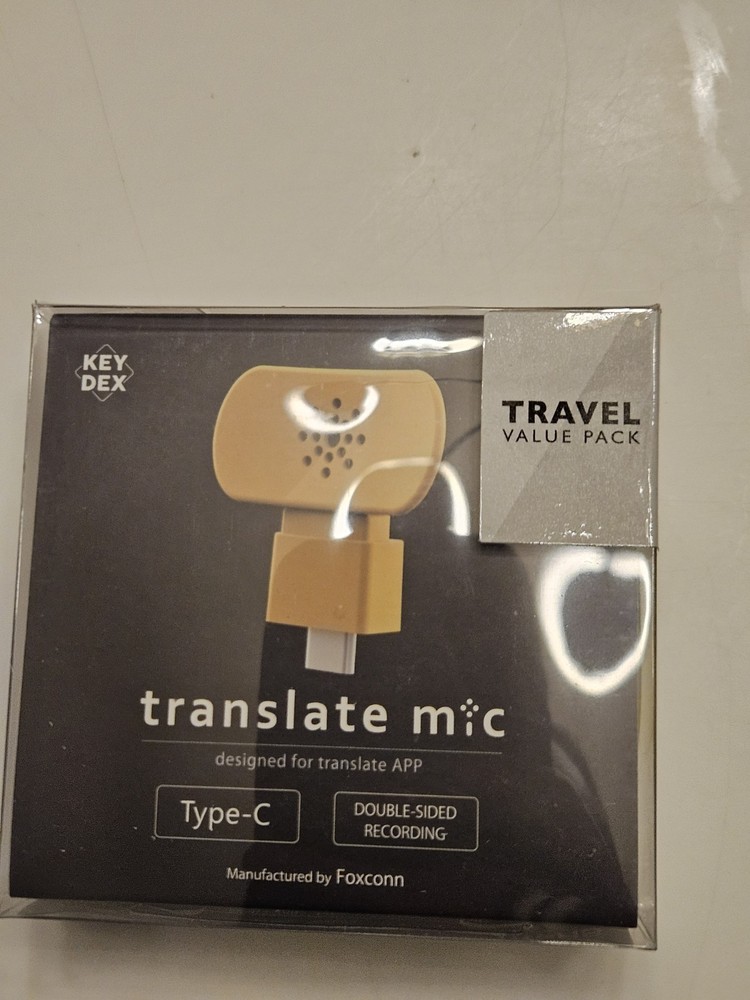 KEY
DEX
TRAVEL
VALUE PACK
translate mic
designed for translate APP
Type-C
DOUBLE-SIDED
RECORDING
Manufactured by Foxconn